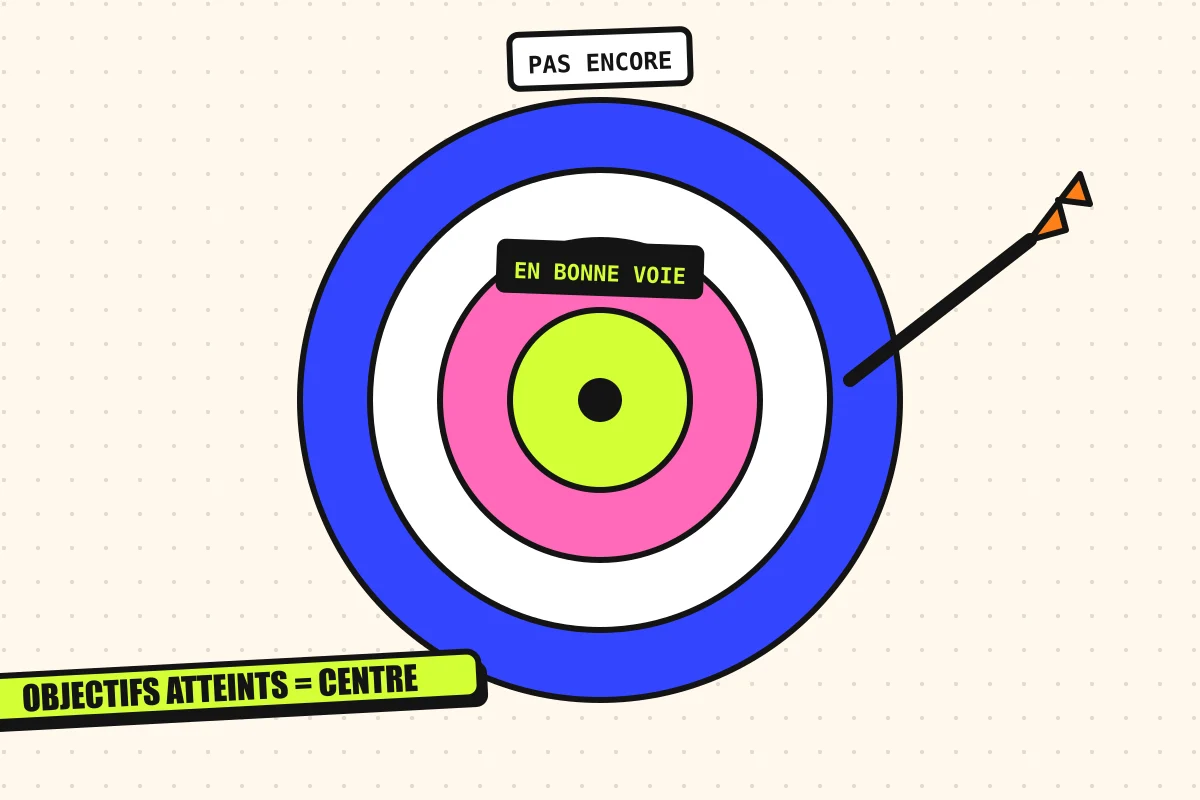 PAS ENCORE
EN BONNE VOIE
OBJECTIFS ATTEINTS = CENTRE